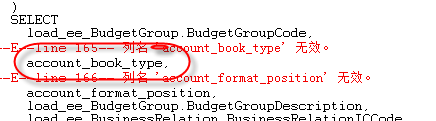 )
SELECT
load_ee_BudgetGroup.BudgetGroupCode,
--E--line 165-- 列名 'account_book_type' 无效。
account_book_type,
--E--line 166-- 列名 'account_format_position' 无效。
account_format_position,
load_ee_BudgetGroup.BudgetGroupDescription,
load_ee_BusinessRelation.BusinessRelationICCode